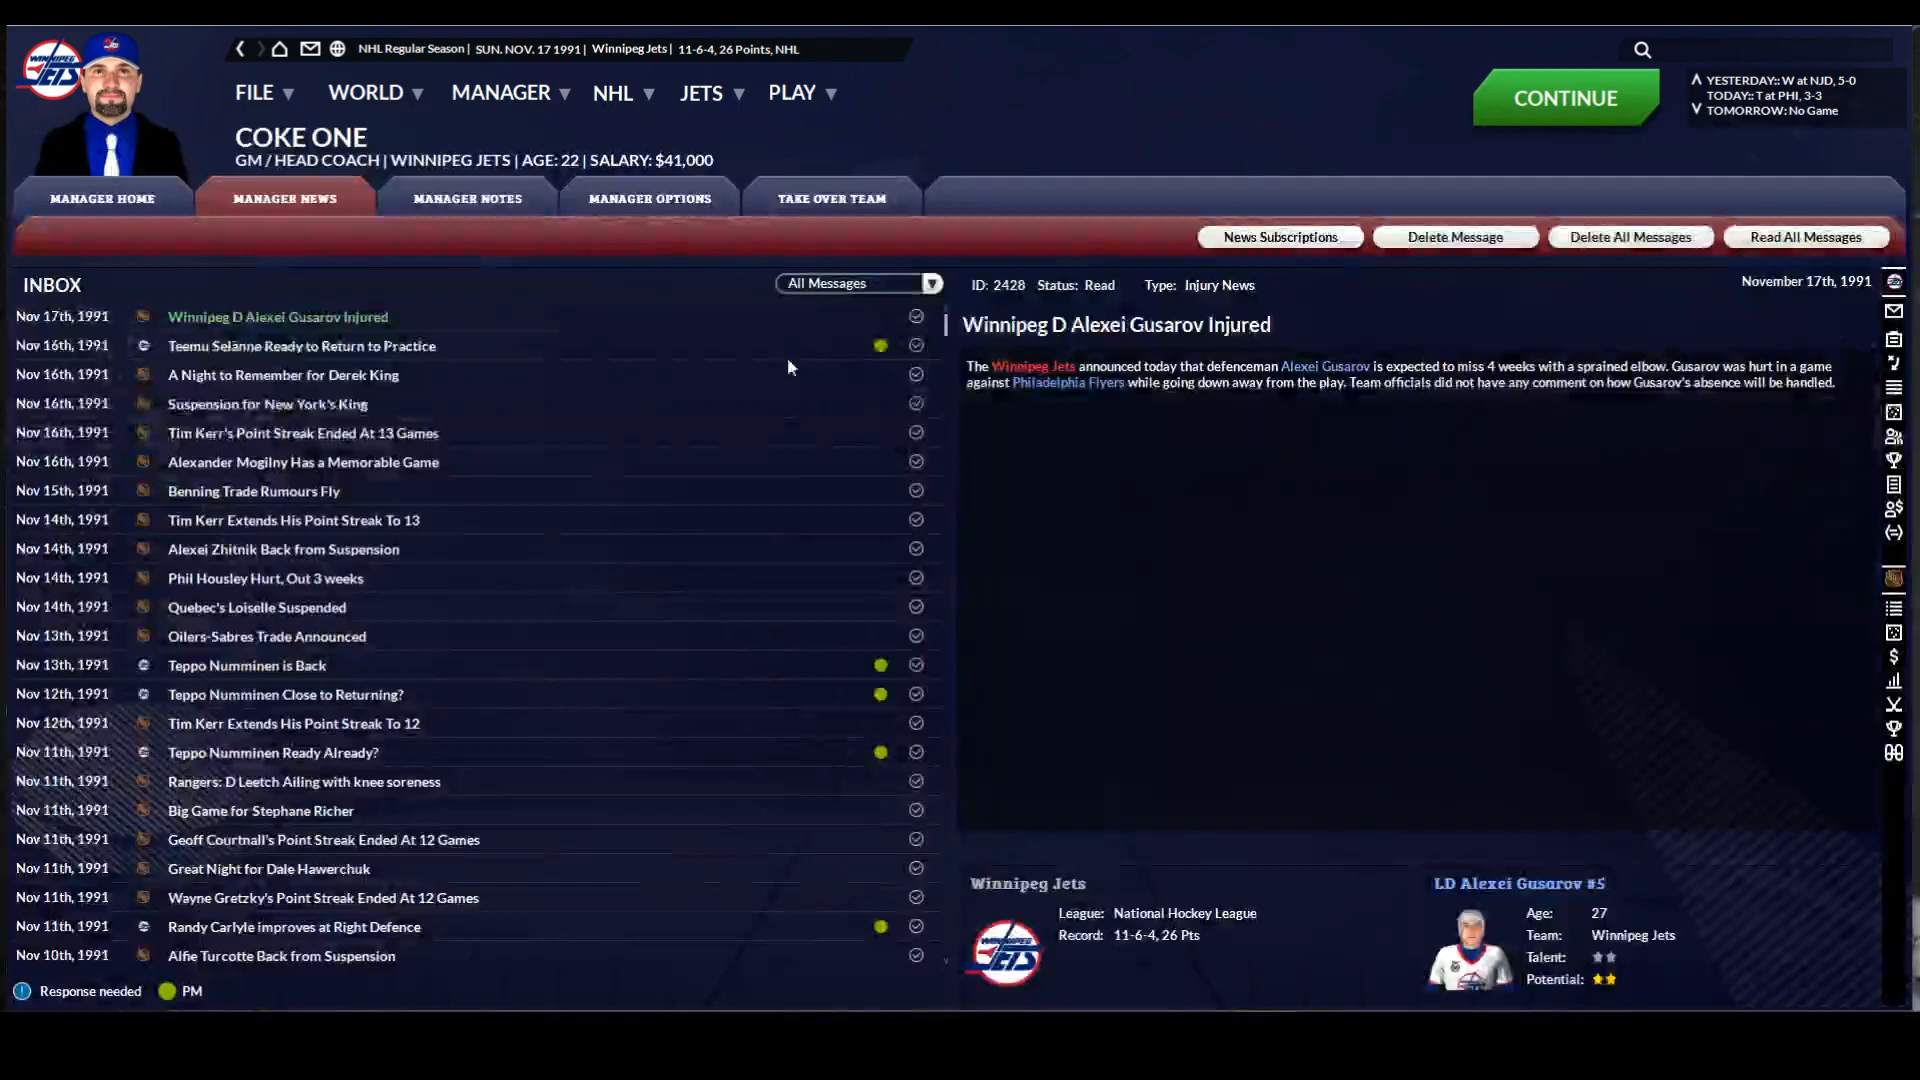 NHL Regular Season | SUN. NOV. 17 1991 | Winnipeg Jets | 11-6-4, 26 Points, NHL
FILE WORLD MANAGER NHL JETS PLAY
CONTINUE
YESTERDAY:: W at NJD, 5-0
TODAY:: T at PHI, 3-3
TOMORROW: No Game
COKE ONE
GM / HEAD COACH | WINNIPEG JETS | AGE: 22 | SALARY: $41,000
MANAGER HOME MANAGER NEWS MANAGER NOTES MANAGER OPTIONS TAKE OVER TEAM
News Subscriptions Delete Message Delete All Messages Read All Messages
INBOX All Messages
Nov 17th, 1991 Winnipeg D Alexei Gusarov Injured
Nov 16th, 1991 Teemu Selänne Ready to Return to Practice
Nov 16th, 1991 A Night to Remember for Derek King
Nov 16th, 1991 Suspension for New York's King
Nov 16th, 1991 Tim Kerr's Point Streak Ended At 13 Games
Nov 16th, 1991 Alexander Mogilny Has a Memorable Game
Nov 15th, 1991 Benning Trade Rumours Fly
Nov 14th, 1991 Tim Kerr Extends His Point Streak To 13
Nov 14th, 1991 Alexei Zhitnik Back from Suspension
Nov 14th, 1991 Phil Housley Hurt, Out 3 weeks
Nov 14th, 1991 Quebec's Loiselle Suspended
Nov 13th, 1991 Oilers-Sabres Trade Announced
Nov 13th, 1991 Teppo Numminen is Back
Nov 12th, 1991 Teppo Numminen Close to Returning?
Nov 12th, 1991 Tim Kerr Extends His Point Streak To 12
Nov 11th, 1991 Teppo Numminen Ready Already?
Nov 11th, 1991 Rangers: D Leetch Ailing with knee soreness
Nov 11th, 1991 Big Game for Stephane Richer
Nov 11th, 1991 Geoff Courtnall's Point Streak Ended At 12 Games
Nov 11th, 1991 Great Night for Dale Hawerchuk
Nov 11th, 1991 Wayne Gretzky's Point Streak Ended At 12 Games
Nov 11th, 1991 Randy Carlyle improves at Right Defence
Nov 10th, 1991 Alfie Turcotte Back from Suspension
Response needed PM
ID: 2428 Status: Read Type: Injury News November 17th, 1991
Winnipeg D Alexei Gusarov Injured
The Winnipeg Jets announced today that defenceman Alexei Gusarov is expected to miss 4 weeks with a sprained elbow. Gusarov was hurt in a game
against Philadelphia Flyers while going down away from the play. Team officials did not have any comment on how Gusarov's absence will be handled.
Winnipeg Jets
League: National Hockey League
Record: 11-6-4, 26 Pts
WINNIPEG
JETS
LD Alexei Gusarov #5
Age: 27
Team: Winnipeg Jets
Talent:
Potential: